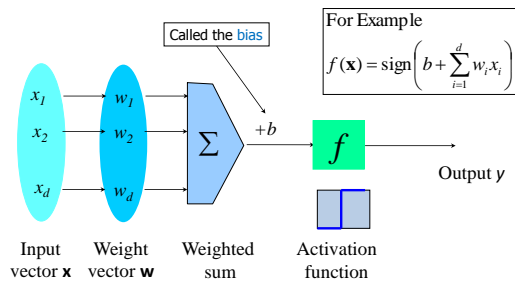 For Example
f(x) = sign(b + ∑_{i=1}^{d} w_i x_i)
Called the bias
x_1
w_1
x_2
w_2
x_d
w_d
∑
+b
f
Output y
Input
vector x
Weight
vector w
Weighted
sum
Activation
function